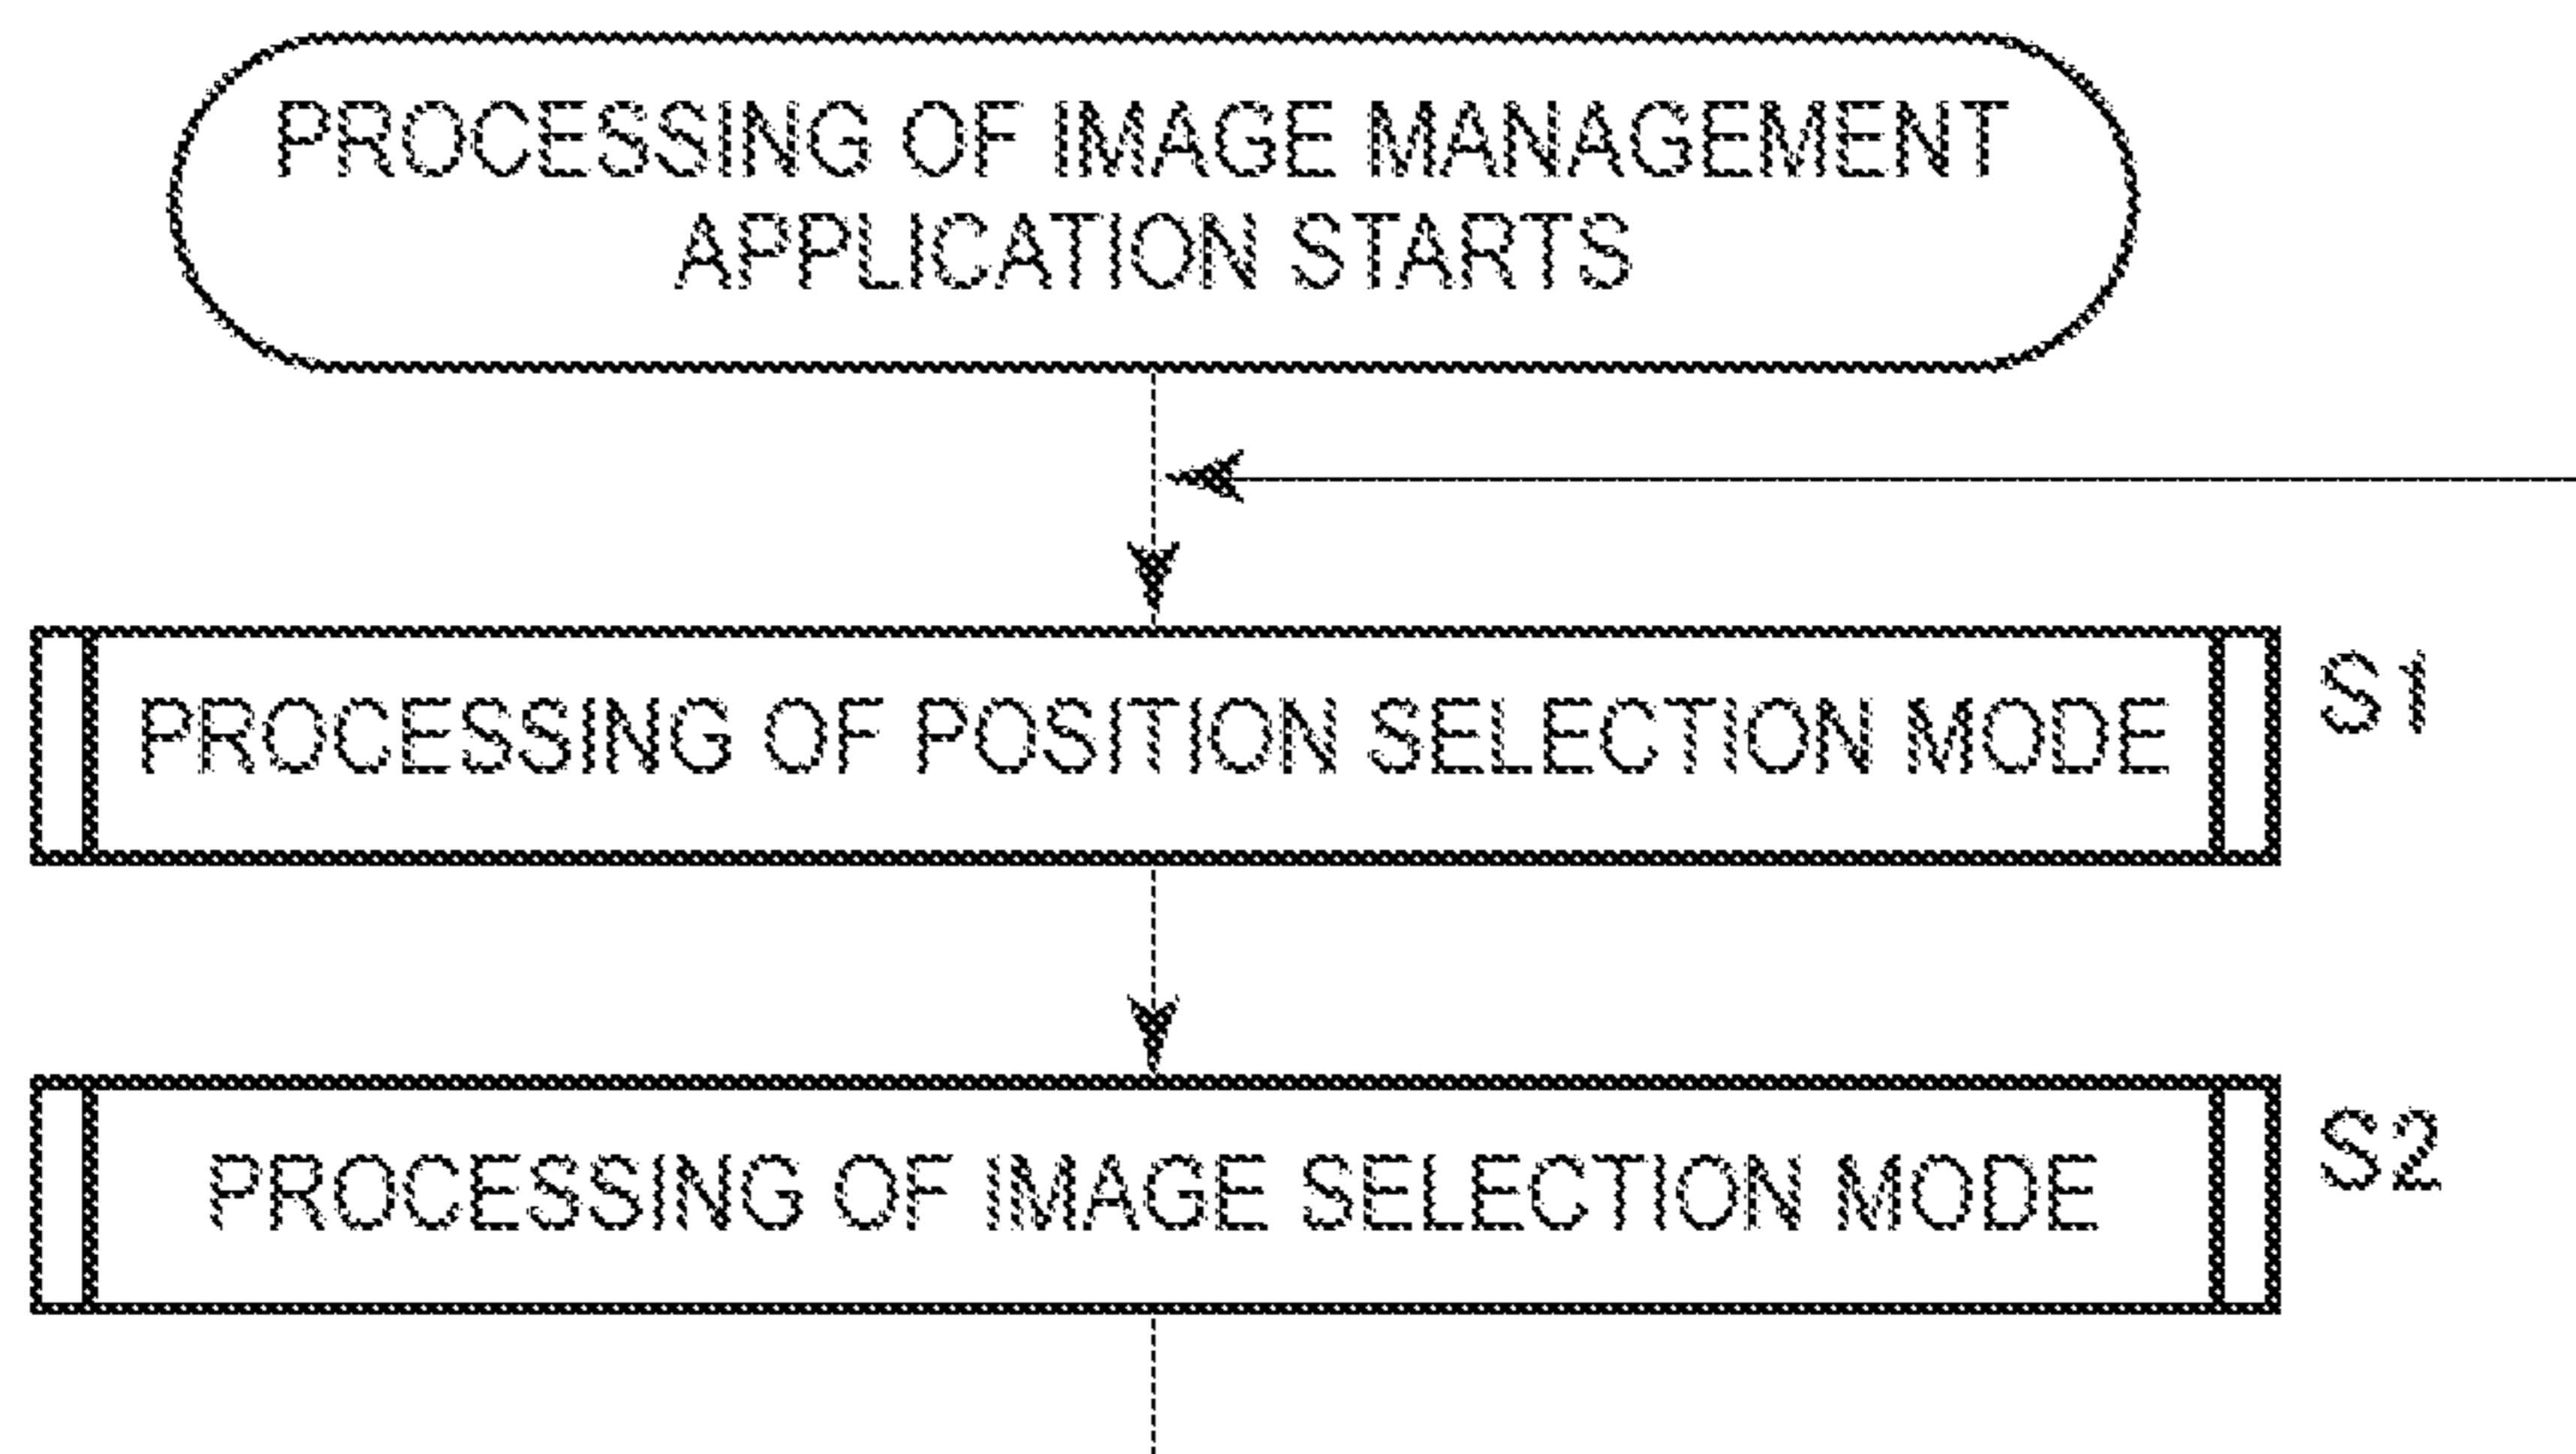 PROCESSING OF IMAGE MANAGEMENT
APPLICATION STARTS
PROCESSING OF POSITION SELECTION MODE
S1
PROCESSING OF IMAGE SELECTION MODE
S2